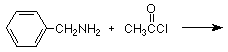 O
CH₂NH₂ + CH₃CCl